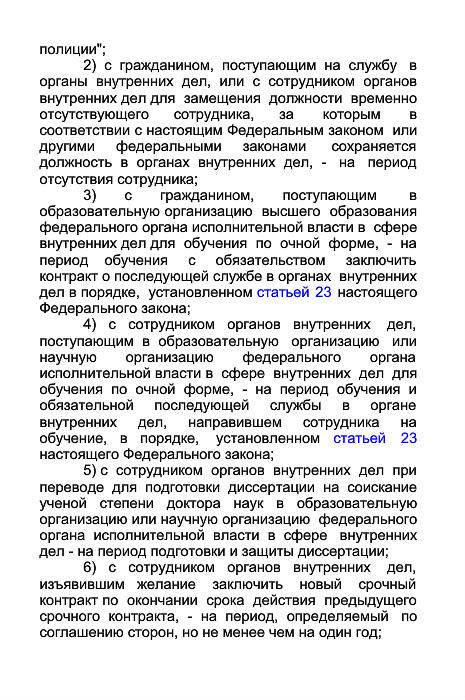 полиции";
2) с гражданином, поступающим на службу в
органы внутренних дел, или с сотрудником органов
внутренних дел для замещения должности временно
отсутствующего сотрудника, за которым в
соответствии с настоящим Федеральным законом или
другими федеральными законами сохраняется
должность в органах внутренних дел, - на период
отсутствия сотрудника;
3) с гражданином, поступающим в
образовательную организацию высшего образования
федерального органа исполнительной власти в сфере
внутренних дел для обучения по очной форме, - на
период обучения с обязательством заключить
контракт о последующей службе в органах внутренних
дел в порядке, установленном статьей 23 настоящего
Федерального закона;
4) с сотрудником органов внутренних дел,
поступающим в образовательную организацию или
научную организацию федерального органа
исполнительной власти в сфере внутренних дел для
обучения по очной форме, - на период обучения и
обязательной последующей службы в органе
внутренних дел, направившем сотрудника на
обучение, в порядке, установленном статьей 23
настоящего Федерального закона;
5) с сотрудником органов внутренних дел при
переводе для подготовки диссертации на соискание
ученой степени доктора наук в образовательную
организацию или научную организацию федерального
органа исполнительной власти в сфере внутренних
дел - на период подготовки и защиты диссертации;
6) с сотрудником органов внутренних дел,
изъявившим желание заключить новый срочный
контракт по окончании срока действия предыдущего
срочного контракта, - на период, определяемый по
соглашению сторон, но не менее чем на один год;